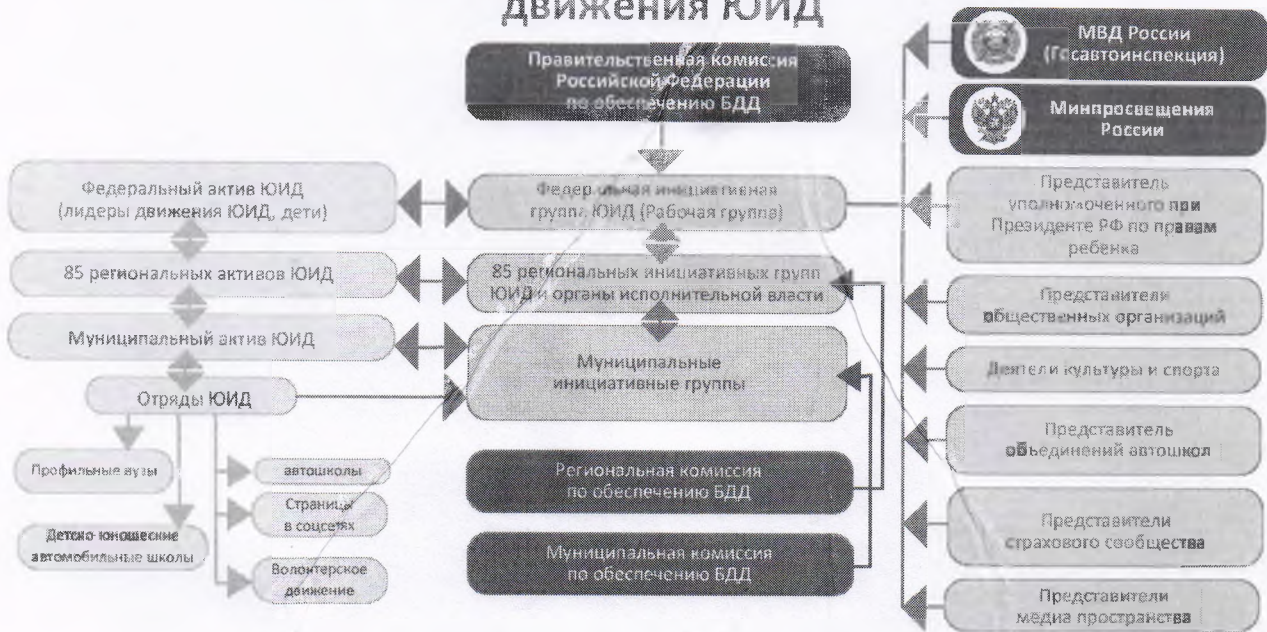 движения ЮИД
Правительственная комиссия
Российской Федерации
по обеспечению БДД
МВД России
(Госавтоинспекция)
Минпросвещения
России
Федеральный актив ЮИД
(лидеры движения ЮИД, дети)
Федеральная инициативная
группа ЮИД (Рабочая группа)
Представитель
уполномоченного при
Президенте РФ по правам
ребенка
85 региональных активов ЮИД
85 региональных инициативных групп
ЮИД и органы исполнительной власти
Представители
общественных организаций
Муниципальный актив ЮИД
Муниципальные
инициативные группы
Деятели культуры и спорта
Отряды ЮИД
Представитель
объединений автошкол
Профильные вузы
автошколы
Страницы
в соцсетях
Детско-юношеские
автомобильные школы
Волонтерское
движение
Региональная комиссия
по обеспечению БДД
Муниципальная комиссия
по обеспечению БДД
Представители
страхового сообщества
Представители
медиа пространства